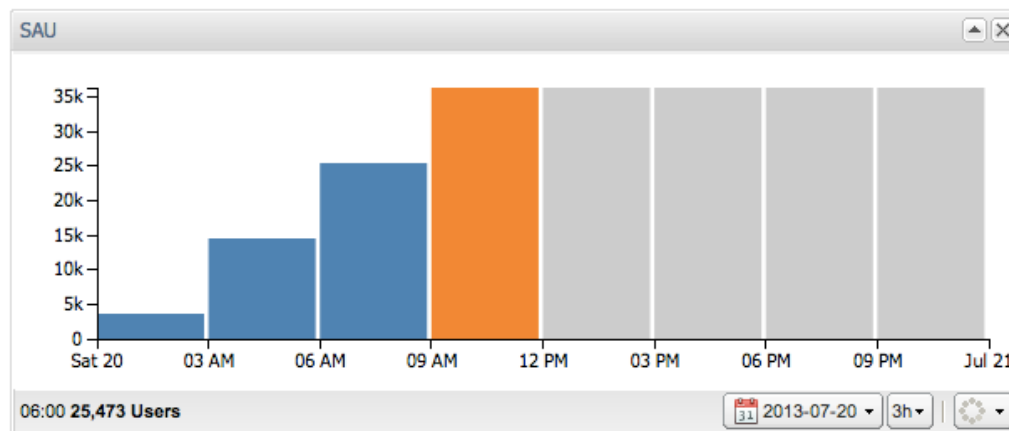 SAU
35k
30k
25k
20k
15k
10k
5k
0
Sat 20 03 AM 06 AM 09 AM 12 PM 03 PM 06 PM 09 PM Jul 21
06:00 25,473 Users 31 2013-07-20 3h